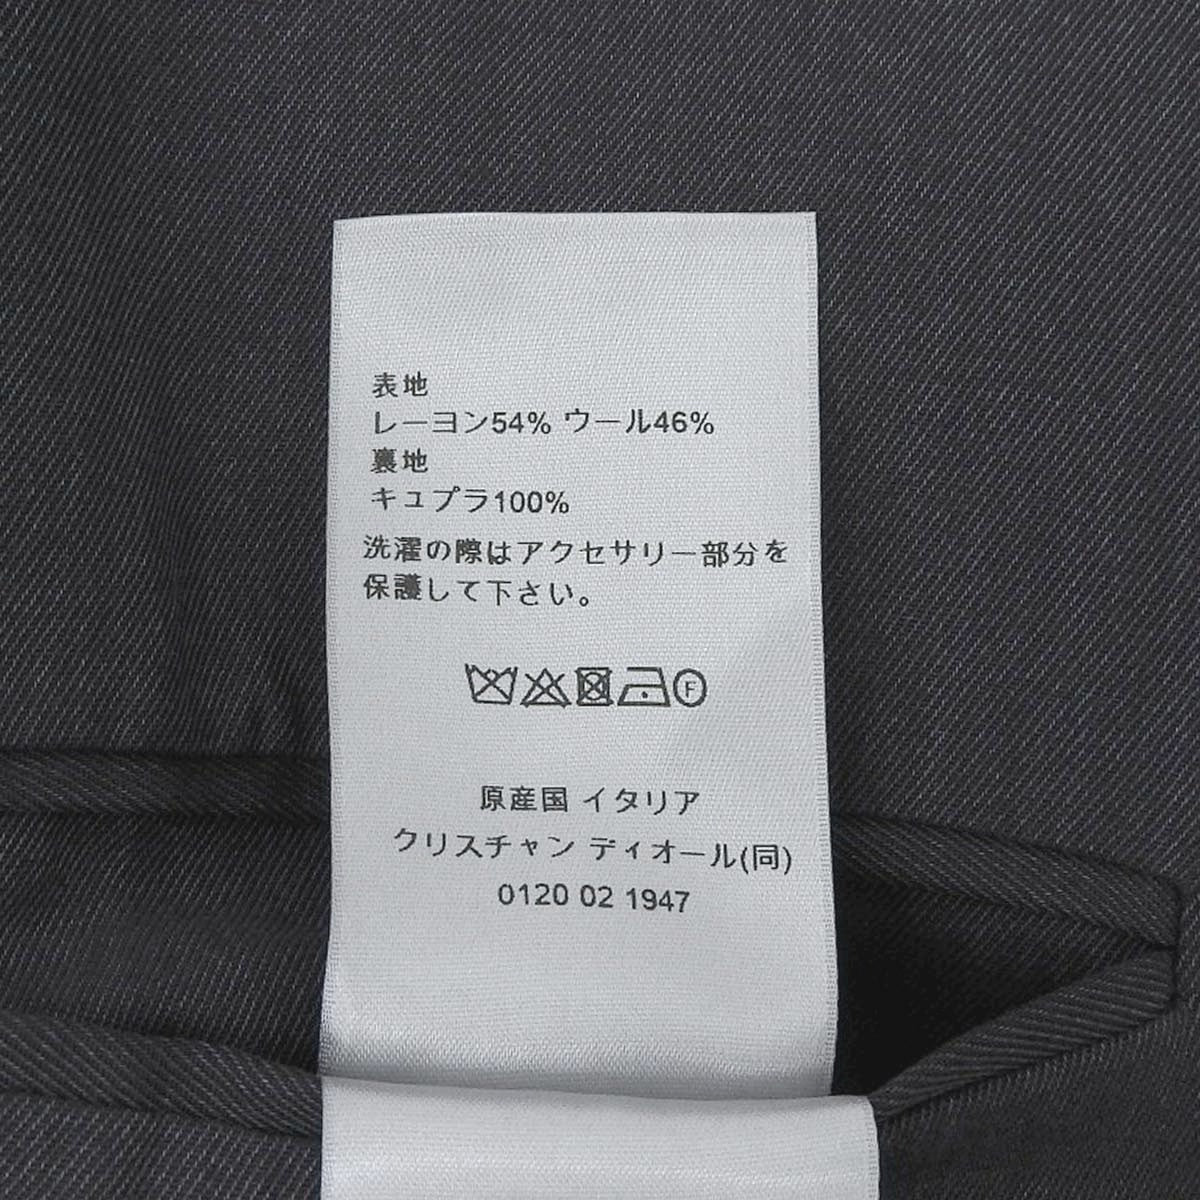 表地
レーヨン54% ウール46%
裏地
キュプラ100%
洗濯の際はアクセサリー部分を
保護して下さい。
F
原産国 イタリア
クリスチャン ディオール(同)
0120 02 1947